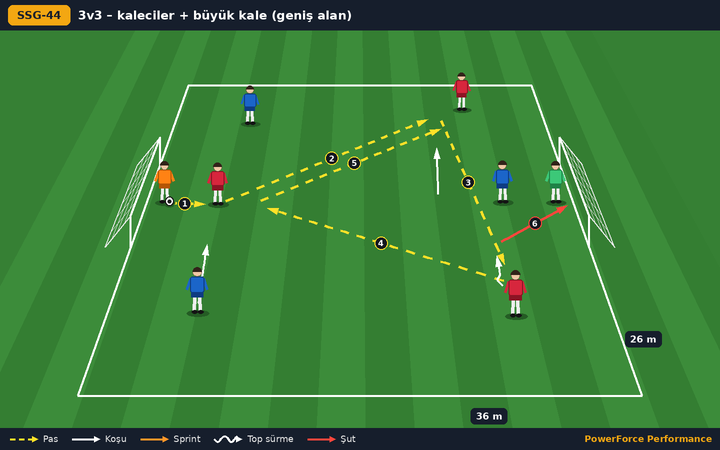 SSG-44 3v3 – kaleciler + büyük kale (geniş alan)
2
5
3
1
6
4
26 m
36 m
Pas Koşu Sprint Top sürme Şut PowerForce Performance